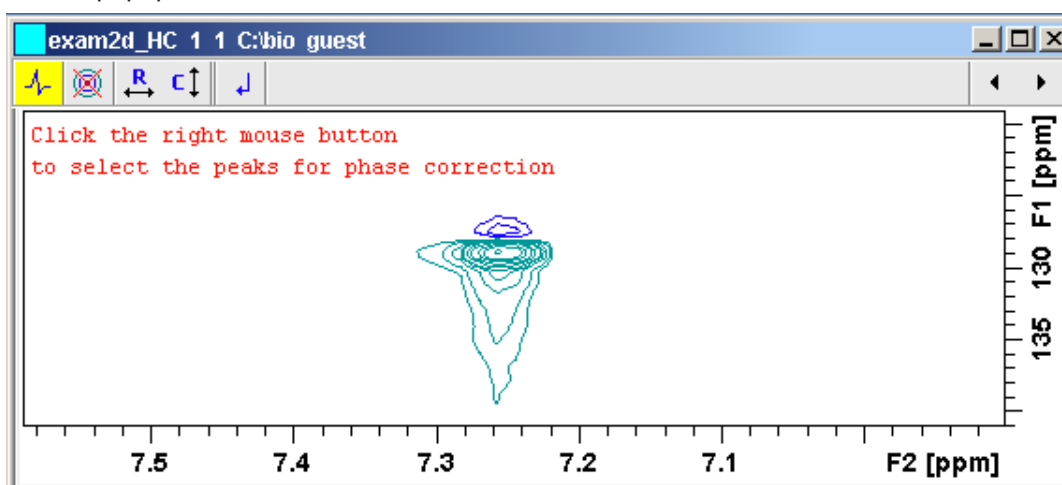 exam2d_HC 1 1 C:\bio guest
R C
Click the right mouse button
to select the peaks for phase correction
F1 [ppm]
130
135
7.5 7.4 7.3 7.2 7.1 F2 [ppm]